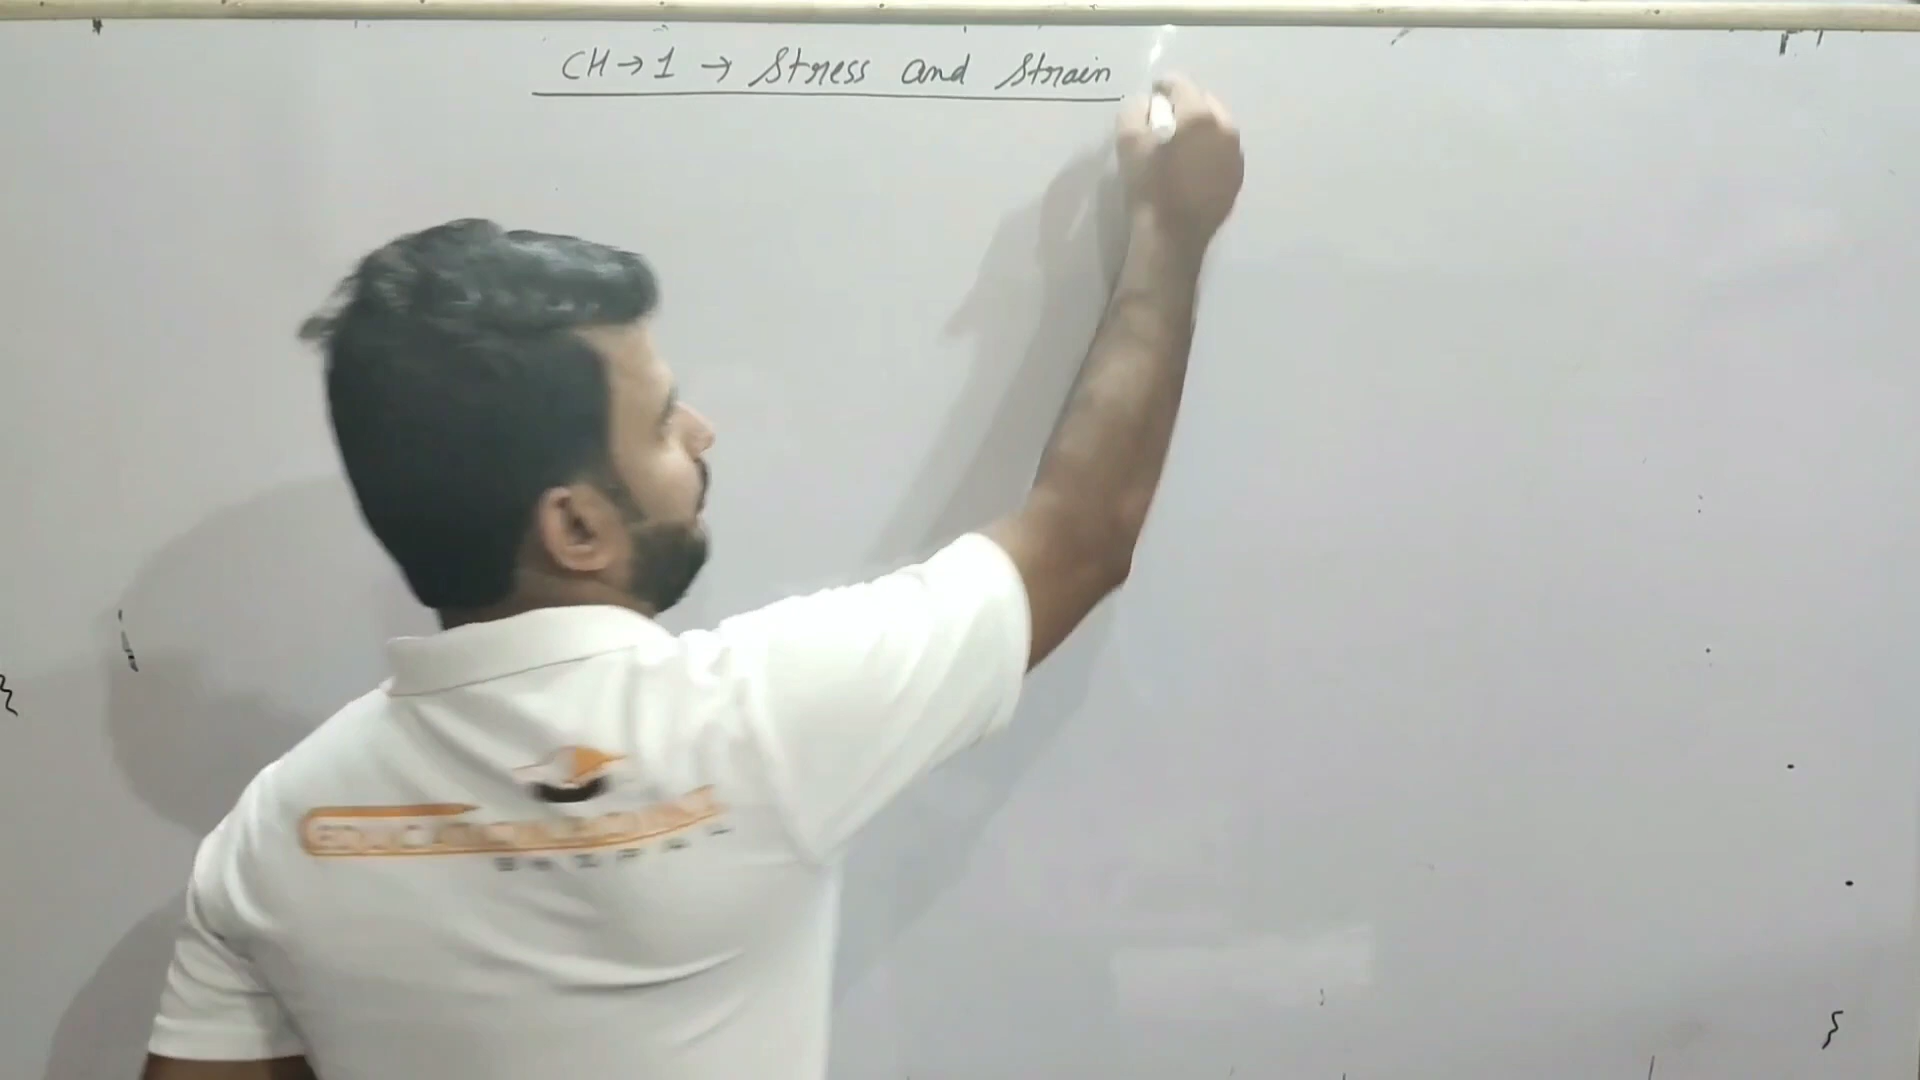 CH → 1 → Stress and Strain